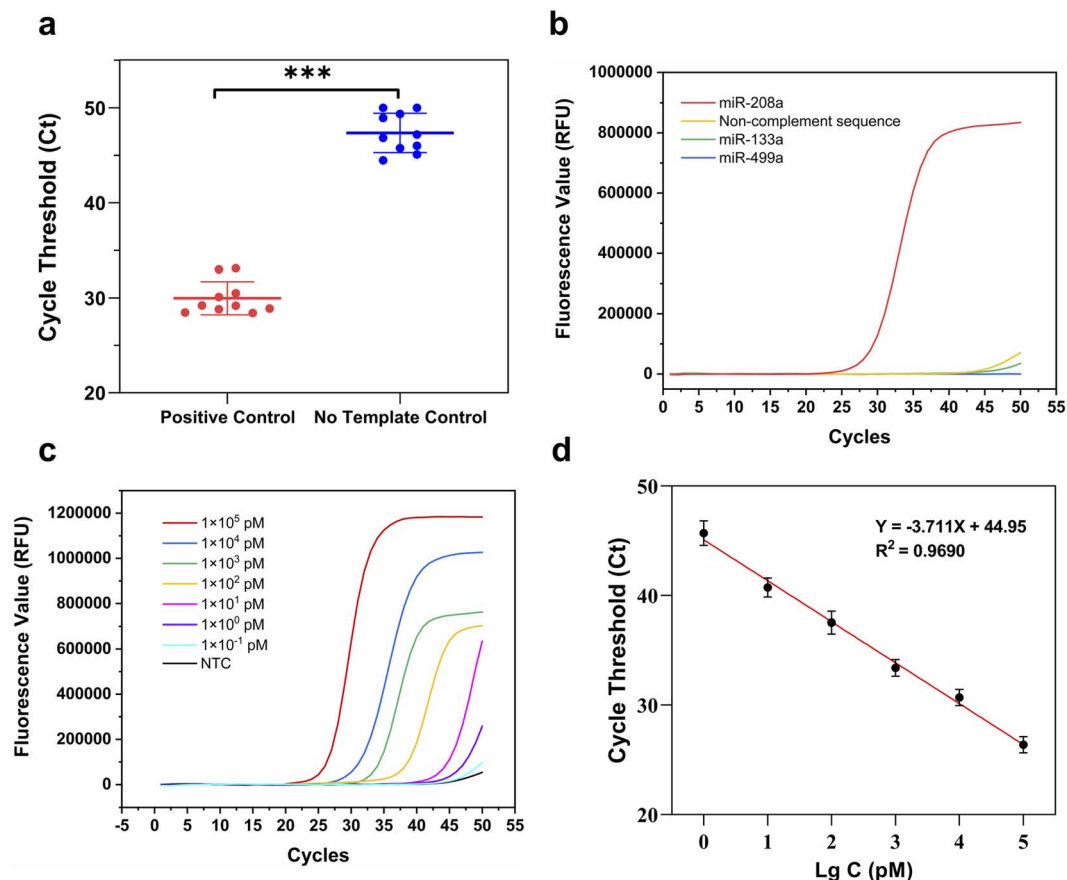 a
***
Cycle Threshold (Ct)
50
40
30
20
Positive Control
No Template Control
b
Fluorescence Value (RFU)
1000000
800000
600000
400000
200000
0
miR-208a
Non-complement sequence
miR-133a
miR-499a
0 5 10 15 20 25 30 35 40 45 50 55
Cycles
c
Fluorescence Value (RFU)
1200000
1000000
800000
600000
400000
200000
0
1×10⁵ pM
1×10⁴ pM
1×10³ pM
1×10² pM
1×10¹ pM
1×10⁰ pM
1×10⁻¹ pM
NTC
-5 0 5 10 15 20 25 30 35 40 45 50 55
Cycles
d
Cycle Threshold (Ct)
50
40
30
20
Y = -3.711X + 44.95
R² = 0.9690
0 1 2 3 4 5
Lg C (pM)